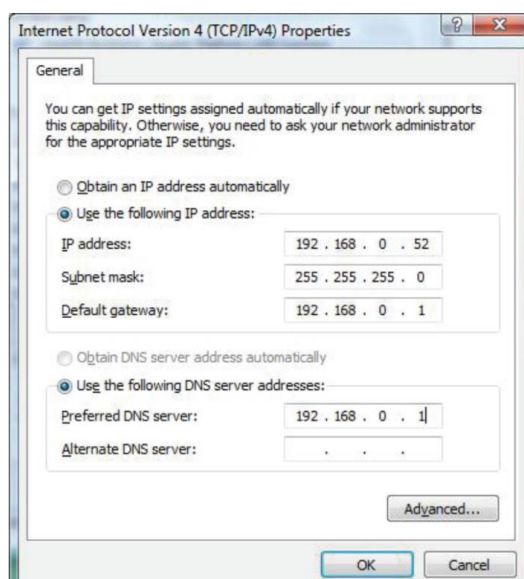 Internet Protocol Version 4 (TCP/IPv4) Properties
General
You can get IP settings assigned automatically if your network supports
this capability. Otherwise, you need to ask your network administrator
for the appropriate IP settings.
Obtain an IP address automatically
Use the following IP address:
IP address: 192 . 168 . 0 . 52
Subnet mask: 255 . 255 . 255 . 0
Default gateway: 192 . 168 . 0 . 1
Obtain DNS server address automatically
Use the following DNS server addresses:
Preferred DNS server: 192 . 168 . 0 . 1
Alternate DNS server: . . .
Advanced...
OK Cancel